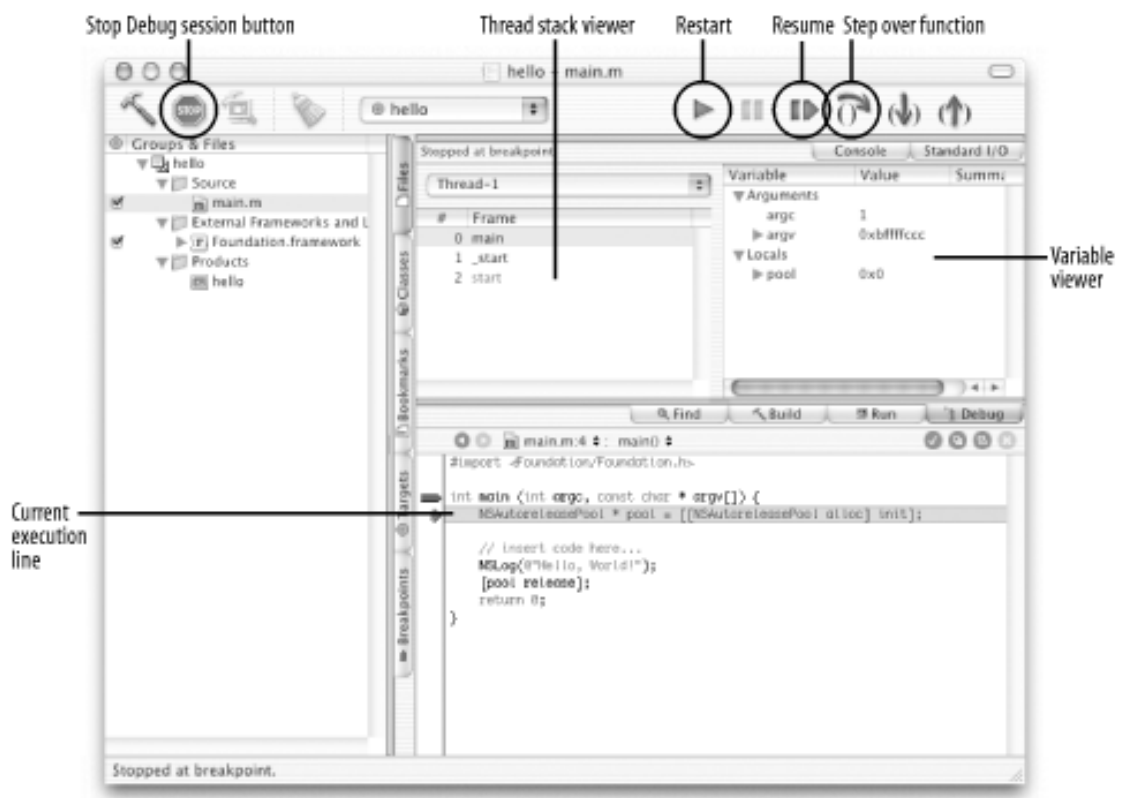 Stop Debug session button
Thread stack viewer
Restart
Resume
Step over function
hello - main.m
STOP
hello
Groups & Files
hello
Source
main.m
External Frameworks and L
Foundation.framework
Products
hello
Files
Classes
Bookmarks
Targets
Breakpoints
Stopped at breakpoint
Console
Standard I/O
Thread-1
# Frame
0 main
1 _start
2 start
Variable Value Summa
Arguments
argc 1
argv 0xbffffccc
Locals
pool 0x0
Variable
viewer
Find
Build
Run
Debug
main.m:4 : main()
#import <Foundation/Foundation.h>
int main (int argc, const char * argv[]) {
NSAutoreleasePool * pool = [[NSAutoreleasePool alloc] init];
// insert code here...
NSLog(@"Hello, World!");
[pool release];
return 0;
}
Current
execution
line
Stopped at breakpoint.